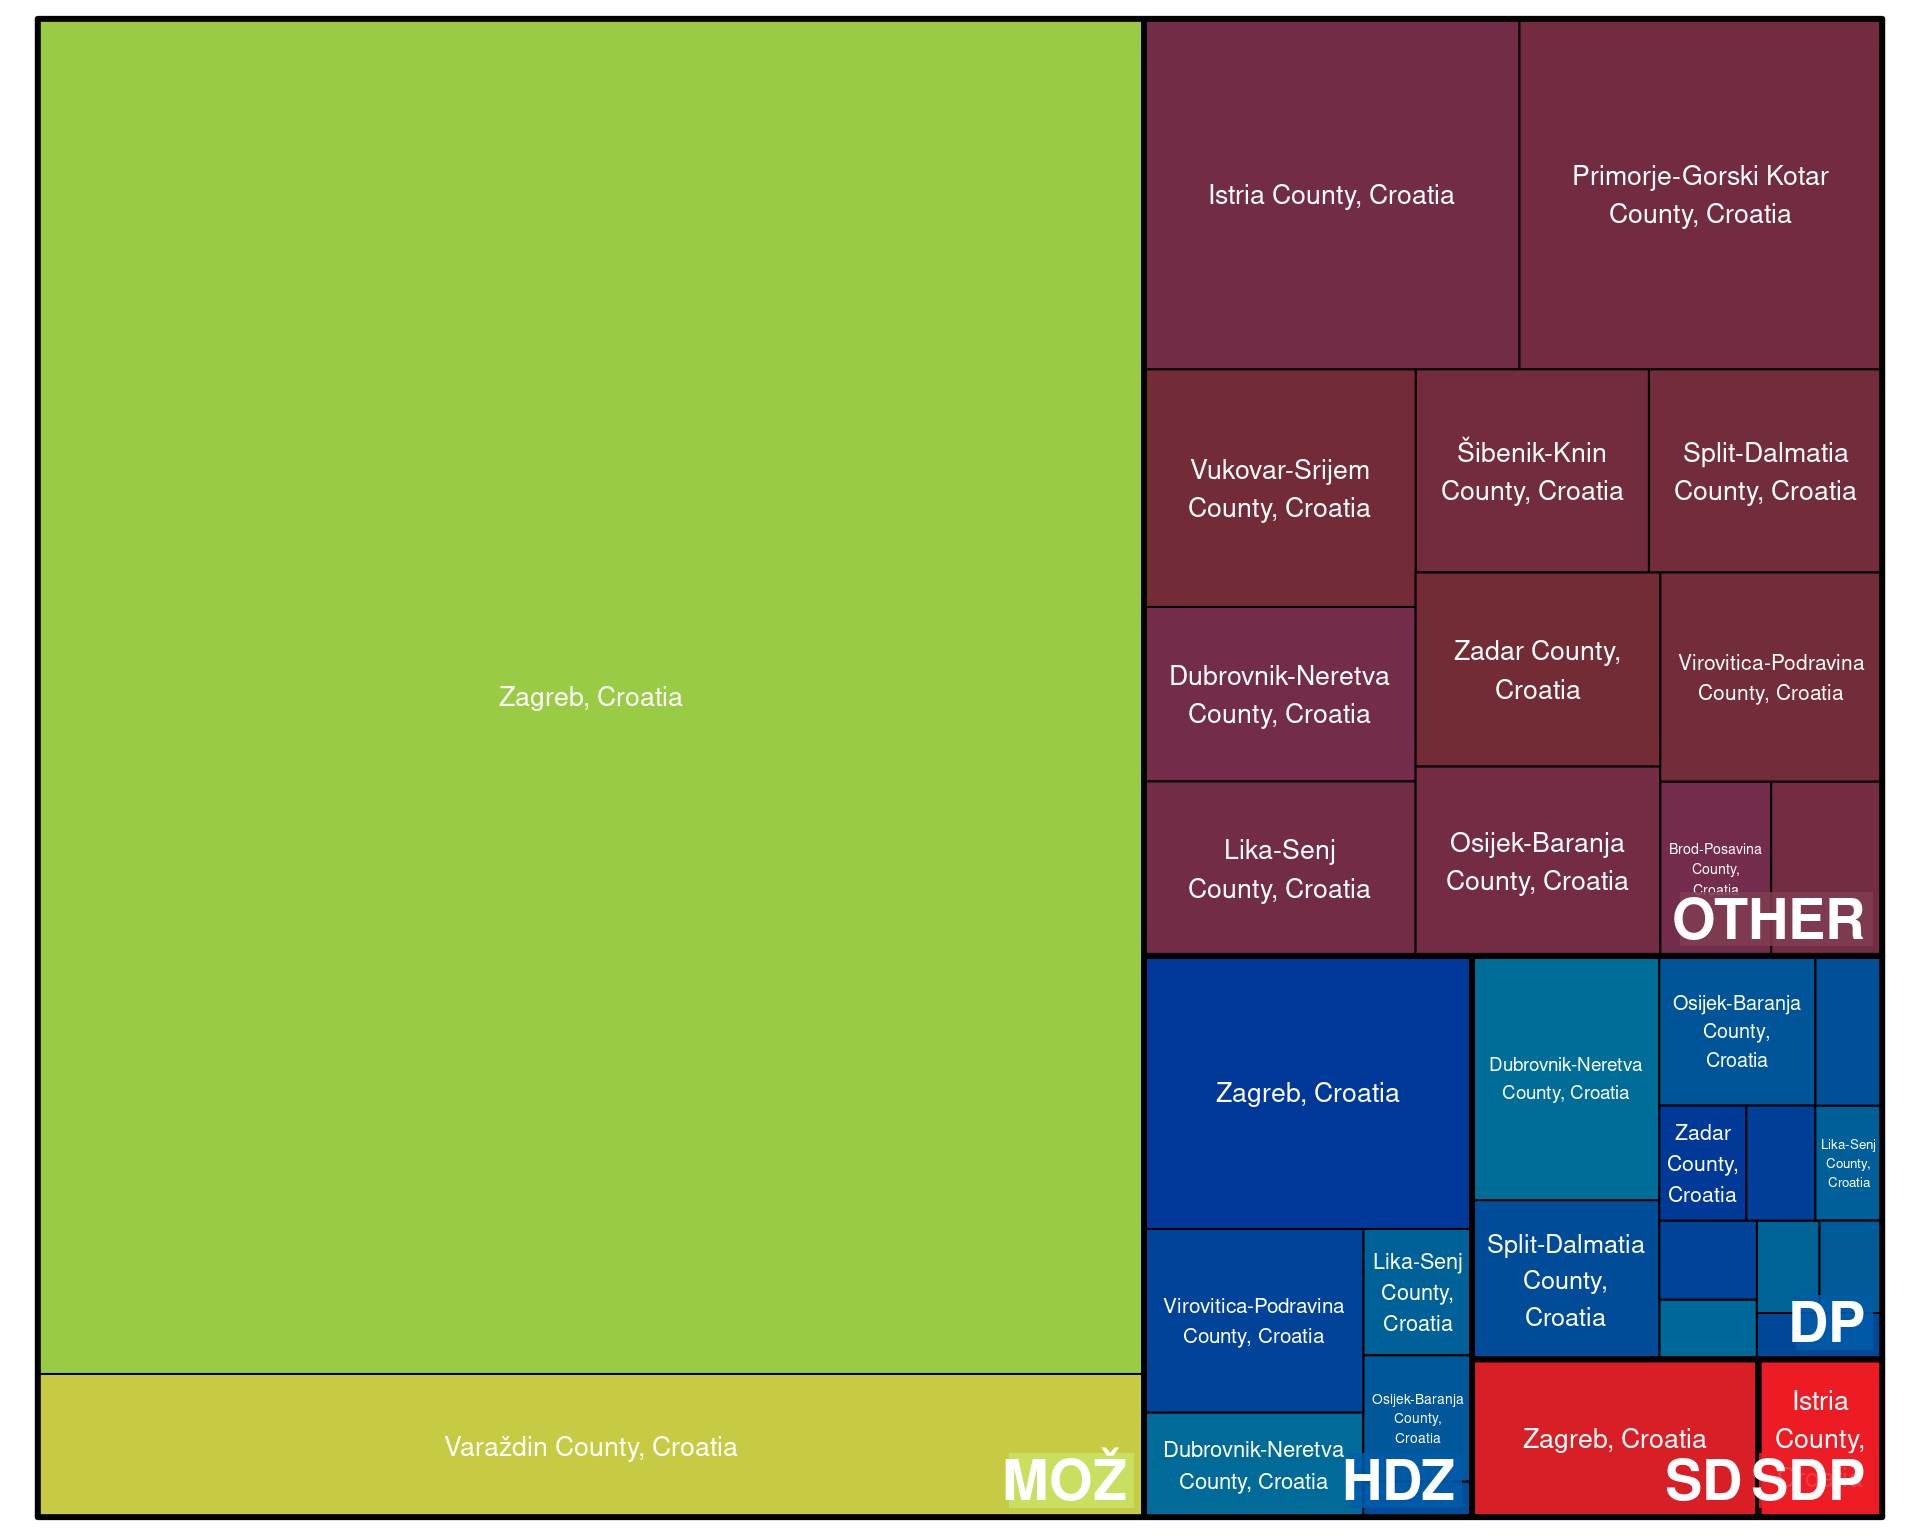 Zagreb, Croatia
Varaždin County, Croatia
MOŽ
Istria County, Croatia
Primorje-Gorski Kotar
County, Croatia
Vukovar-Srijem
County, Croatia
Šibenik-Knin
County, Croatia
Split-Dalmatia
County, Croatia
Dubrovnik-Neretva
County, Croatia
Zadar County,
Croatia
Virovitica-Podravina
County, Croatia
Lika-Senj
County, Croatia
Osijek-Baranja
County, Croatia
Brod-Posavina
County,
Croatia
OTHER
Zagreb, Croatia
Virovitica-Podravina
County, Croatia
Lika-Senj
County,
Croatia
Osijek-Baranja
County,
Croatia
Dubrovnik-Neretva
County, Croatia
HDZ
Dubrovnik-Neretva
County, Croatia
Osijek-Baranja
County,
Croatia
Zadar
County,
Croatia
Lika-Senj
County,
Croatia
Split-Dalmatia
County,
Croatia
DP
Zagreb, Croatia
SD
Istria
County,
SDP